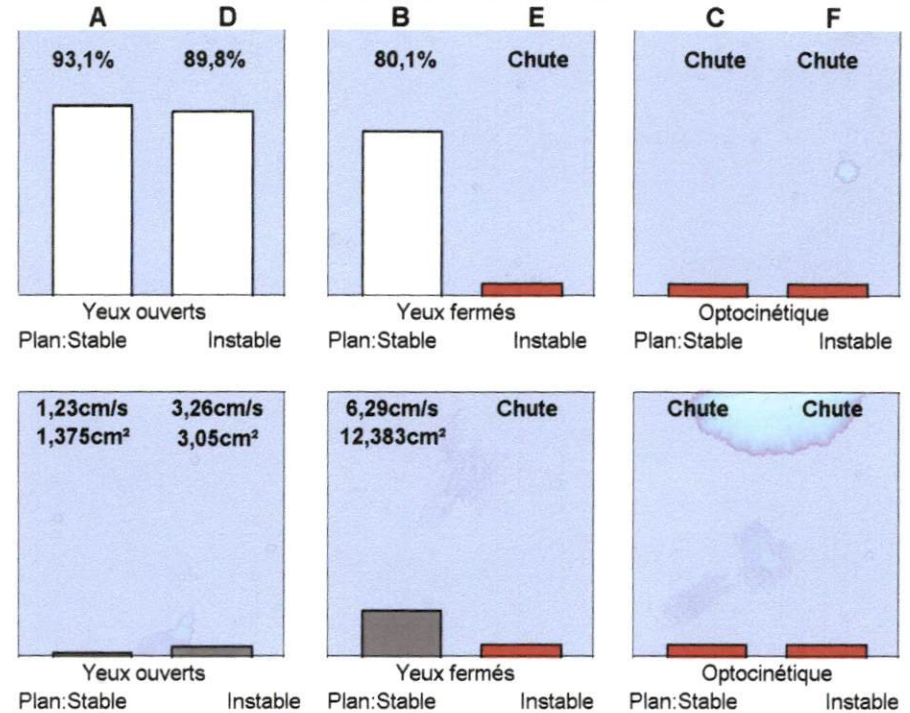 A D B E C F
93,1% 89,8% 80,1% Chute Chute Chute
Yeux ouverts Yeux fermés Optocinétique
Plan:Stable Instable Plan:Stable Instable Plan:Stable Instable
1,23cm/s 3,26cm/s 6,29cm/s Chute Chute Chute
1,375cm² 3,05cm² 12,383cm²
Yeux ouverts Yeux fermés Optocinétique
Plan:Stable Instable Plan:Stable Instable Plan:Stable Instable